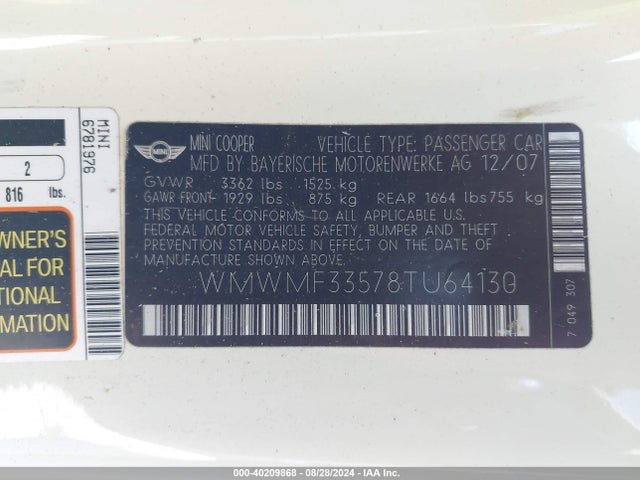 MINI
6781976
2
816 lbs.
WNER'S
AL FOR
TIONAL
RMATION
MINI COOPER VEHICLE TYPE: PASSENGER CAR
MFD BY BAYERISCHE MOTORENWERKE AG 12/07
GVWR 3362 lbs 1525 kg
GAWR FRONT 1929 lbs 875 kg REAR 1664 lbs 755 kg
THIS VEHICLE CONFORMS TO ALL APPLICABLE U.S.
FEDERAL MOTOR VEHICLE SAFETY, BUMPER AND THEFT
PREVENTION STANDARDS IN EFFECT ON THE DATE OF
MANUFACTURE SHOWN ABOVE.
WMWMF33578TU64130
7 049 307
000-40209868 - 08/28/2024 - IAA Inc.